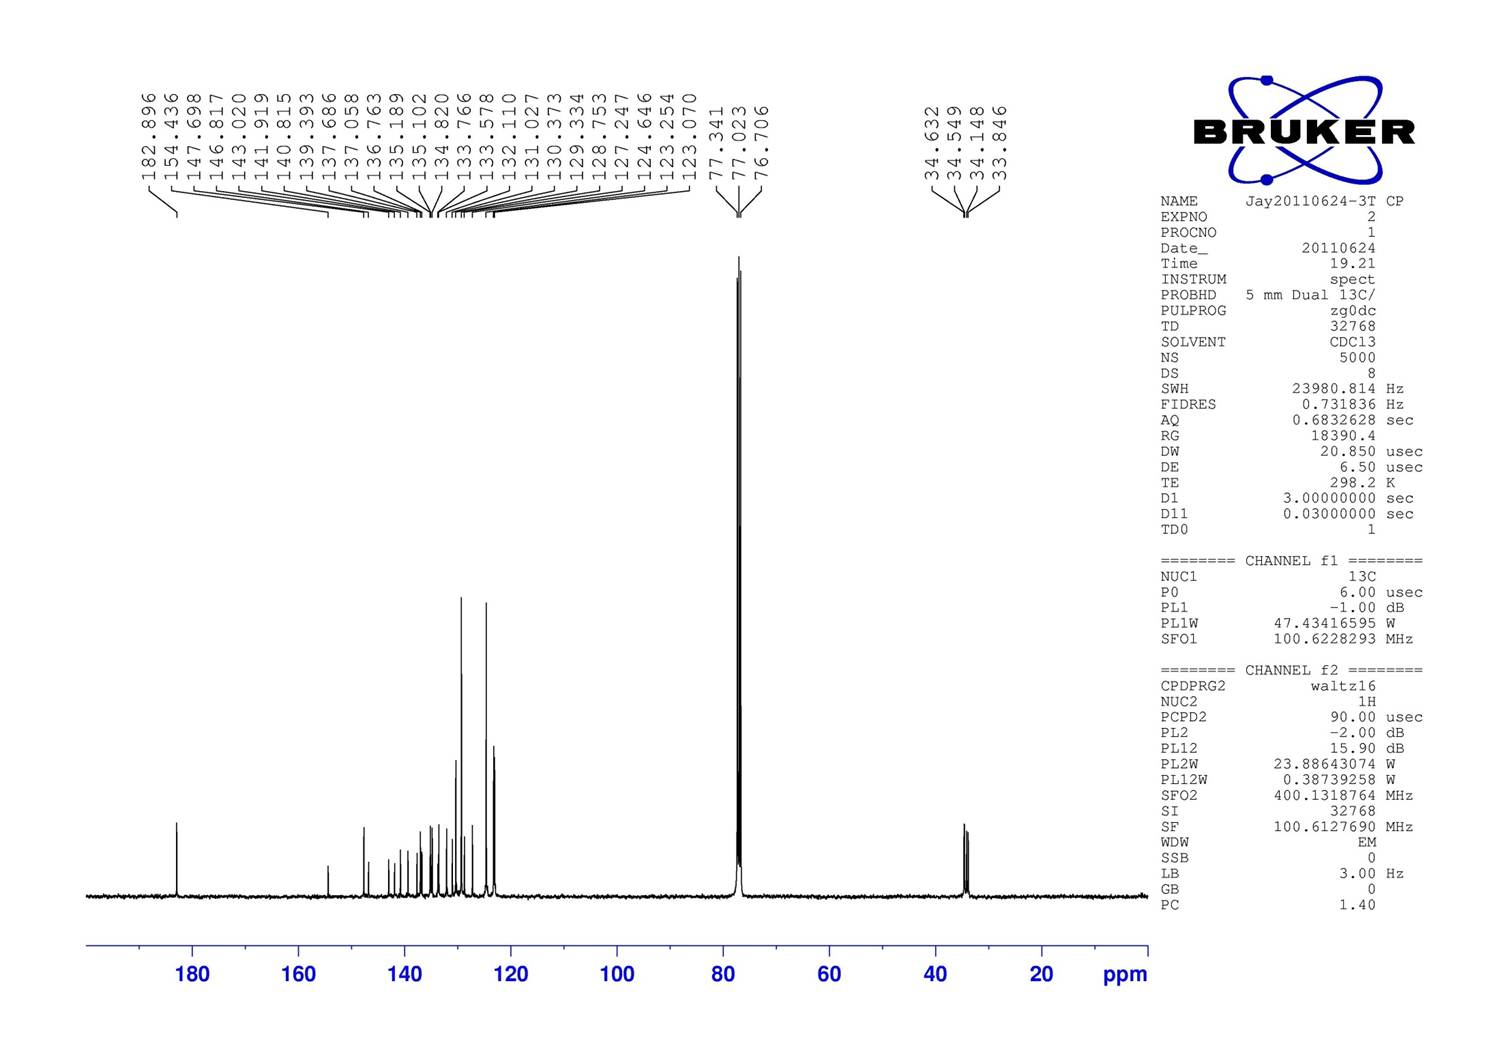 182.896
154.436
147.698
146.817
143.020
141.919
140.815
139.393
137.686
137.058
136.763
135.189
135.102
134.820
133.766
133.578
132.110
131.027
130.373
129.334
128.753
127.247
124.646
123.254
123.070
77.341
77.023
76.706
34.632
34.549
34.148
33.846
BRUKER
NAME Jay20110624-3T CP
EXPNO 2
PROCNO 1
Date_ 20110624
Time 19.21
INSTRUM spect
PROBHD 5 mm Dual 13C/
PULPROG zg0dc
TD 32768
SOLVENT CDCl3
NS 5000
DS 8
SWH 23980.814 Hz
FIDRES 0.731836 Hz
AQ 0.6832628 sec
RG 18390.4
DW 20.850 usec
DE 6.50 usec
TE 298.2 K
D1 3.00000000 sec
D11 0.03000000 sec
TD0 1
======== CHANNEL f1 ========
NUC1 13C
P0 6.00 usec
PL1 -1.00 dB
PL1W 47.43416595 W
SFO1 100.6228293 MHz
======== CHANNEL f2 ========
CPDPRG2 waltz16
NUC2 1H
PCPD2 90.00 usec
PL2 -2.00 dB
PL12 15.90 dB
PL2W 23.88643074 W
PL12W 0.38739258 W
SFO2 400.1318764 MHz
SI 32768
SF 100.6127690 MHz
WDW EM
SSB 0
LB 3.00 Hz
GB 0
PC 1.40
180 160 140 120 100 80 60 40 20 ppm